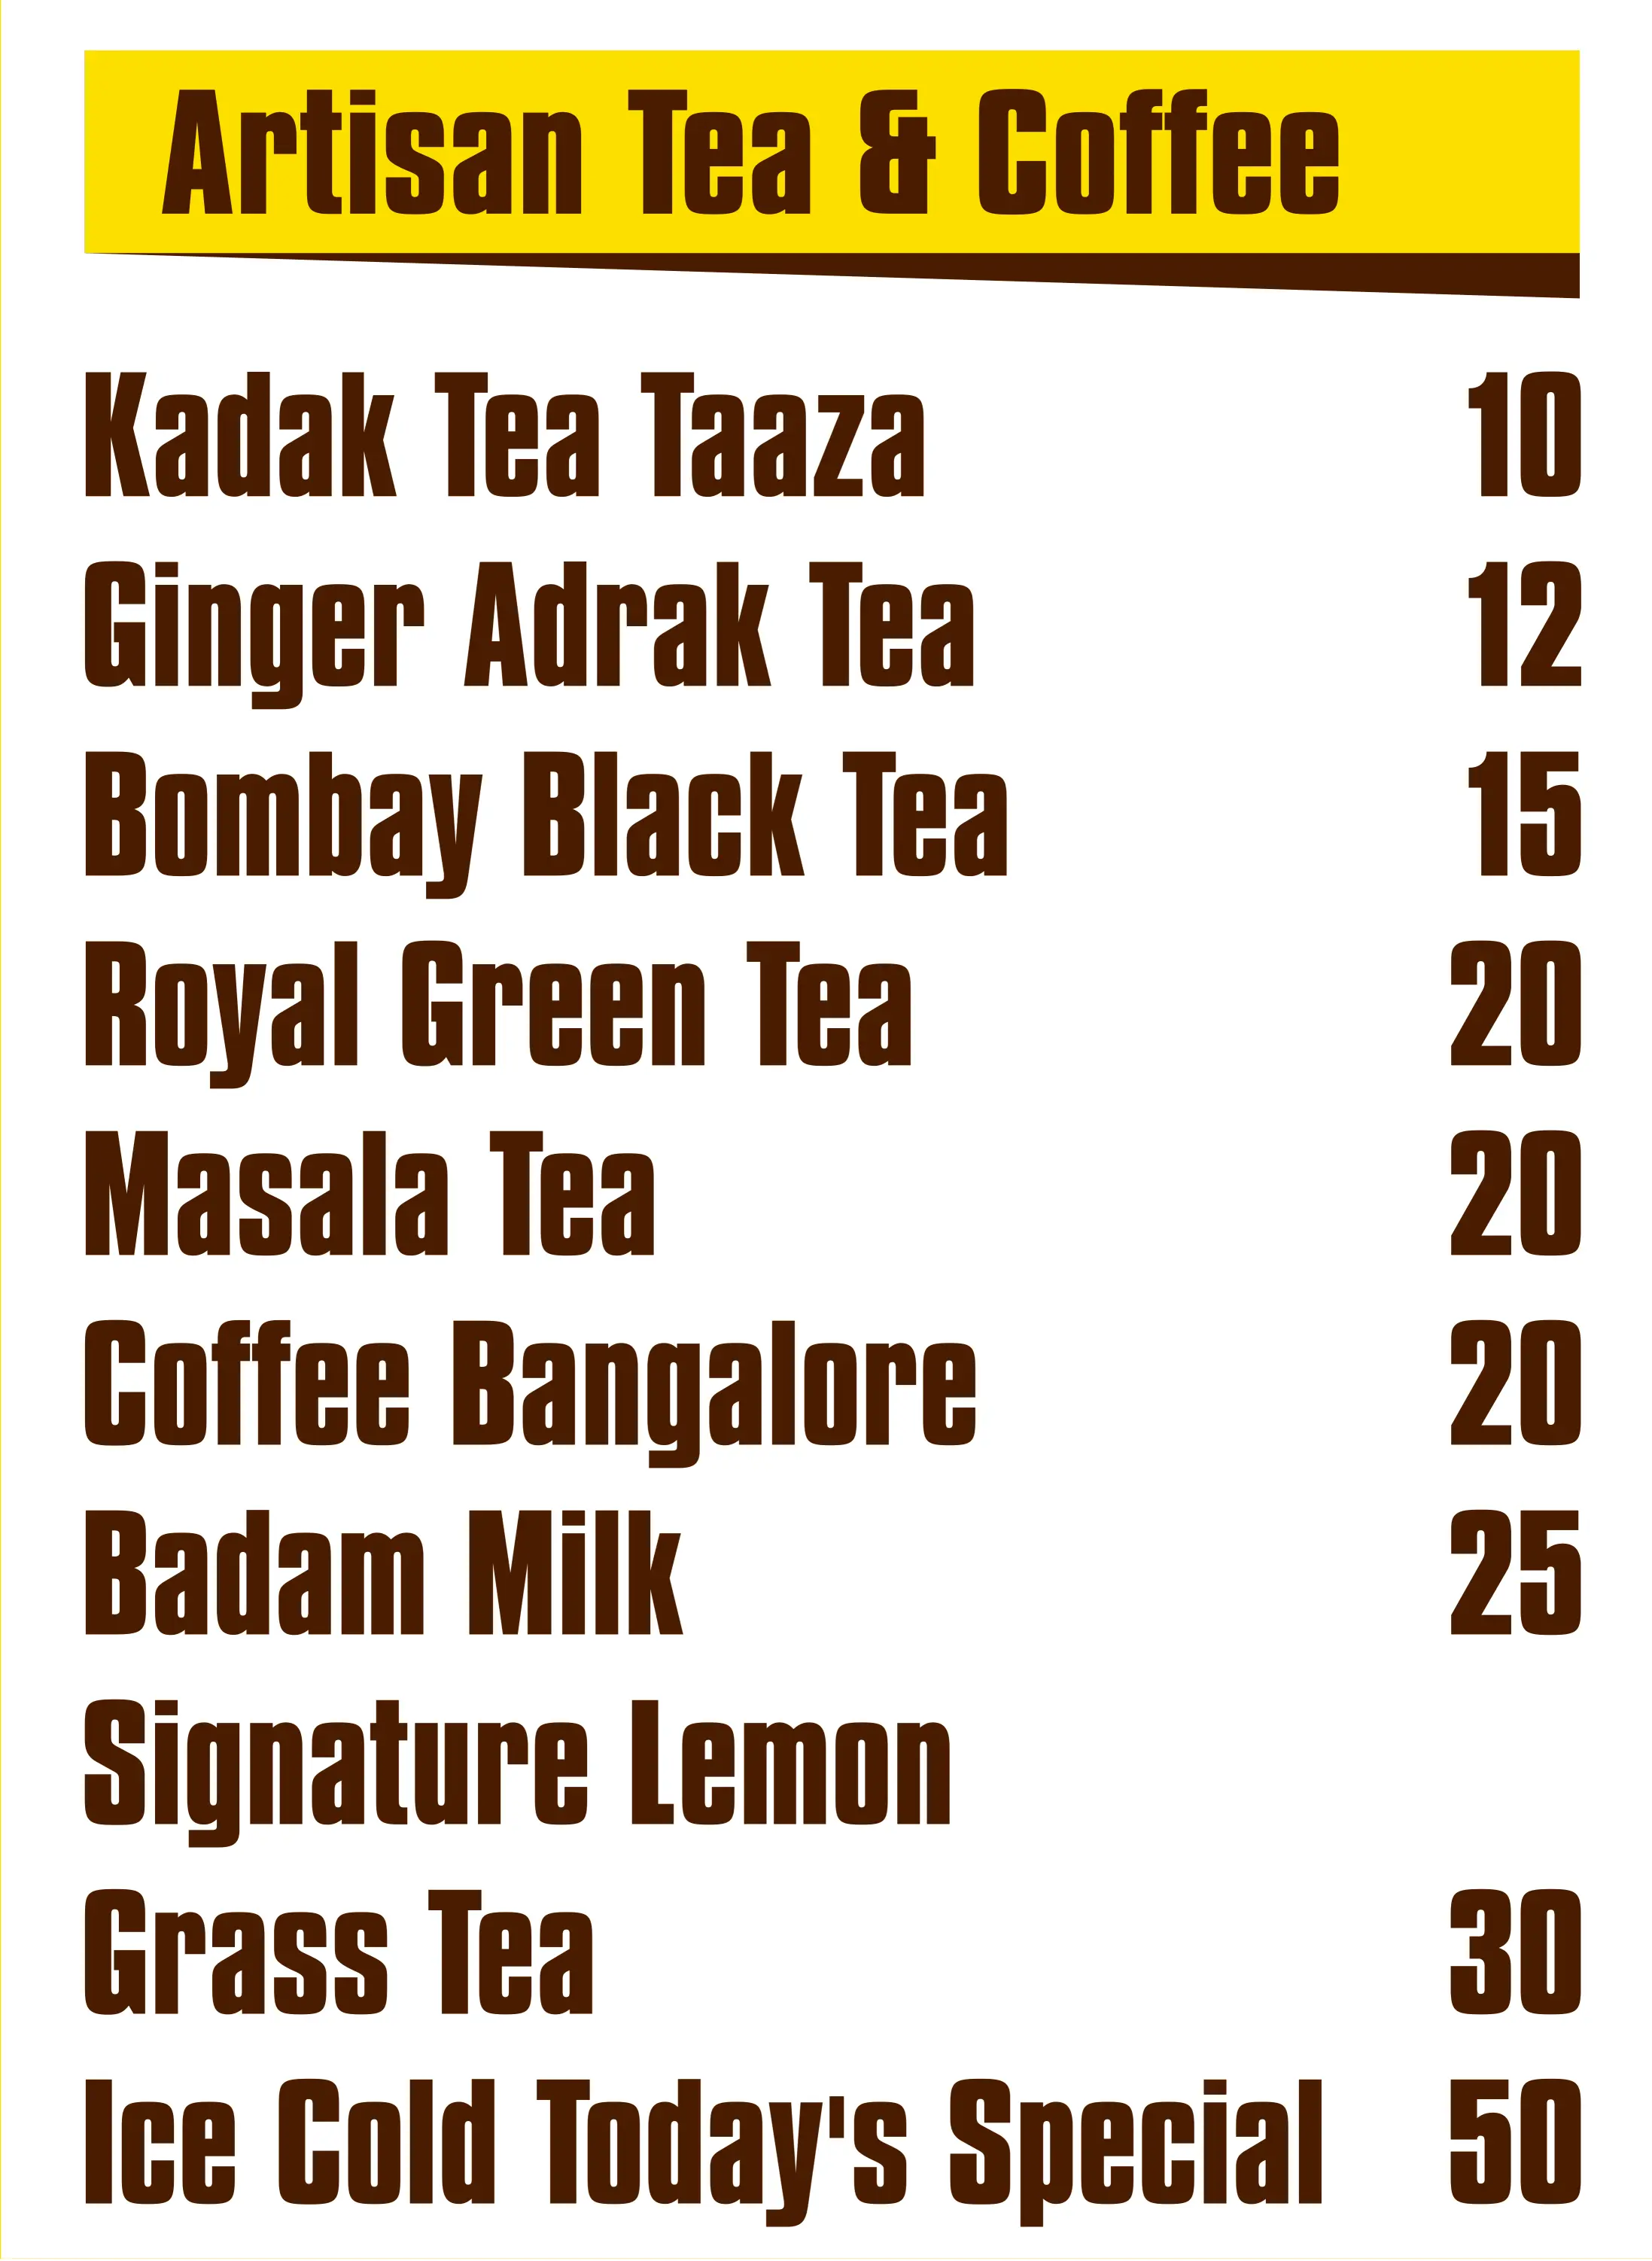 Artisan Tea & Coffee
Kadak Tea Taaza 10
Ginger Adrak Tea 12
Bombay Black Tea 15
Royal Green Tea 20
Masala Tea 20
Coffee Bangalore 20
Badam Milk 25
Signature Lemon
Grass Tea 30
Ice Cold Today's Special 50